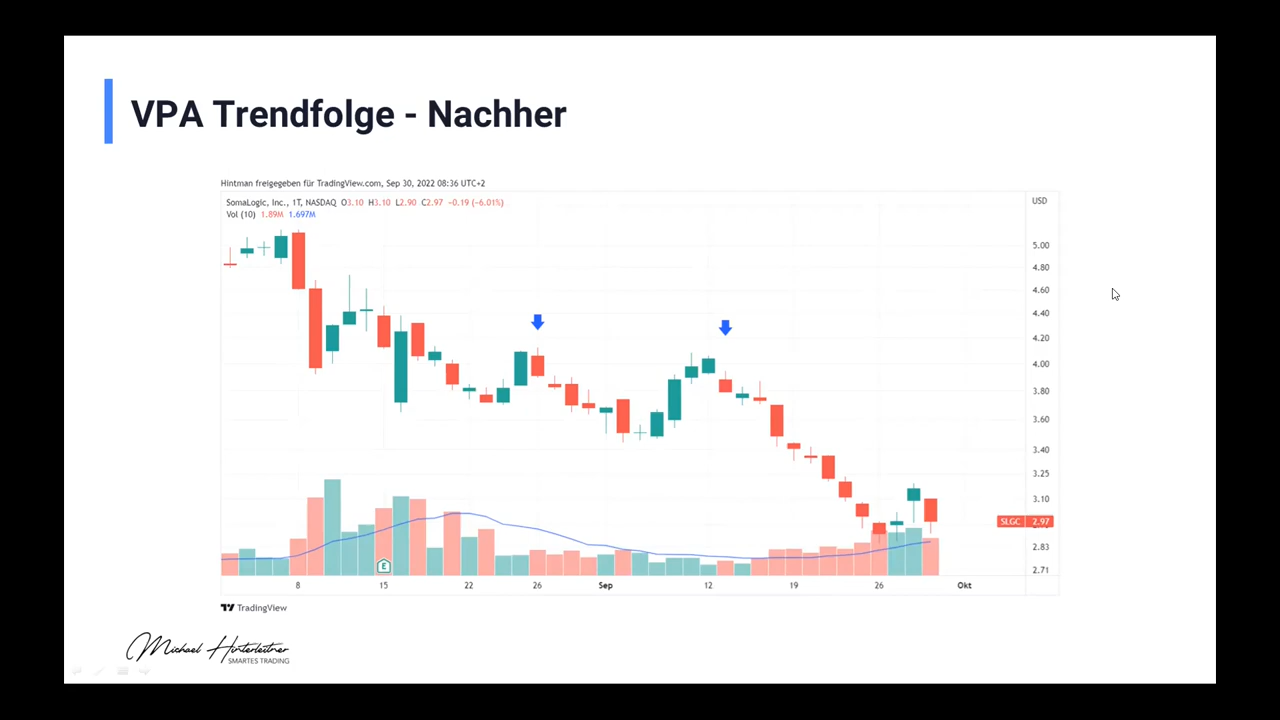 VPA Trendfolge - Nachher
Hintman freigegeben für TradingView.com, Sep 30, 2022 08:36 UTC+2
SomaLogic, Inc., 1T, NASDAQ O3.10 H3.10 L2.90 C2.97 −0.19 (−6.01%)
Vol (10) 1.89M 1.697M
USD
5.00
4.80
4.60
4.40
4.20
4.00
3.80
3.60
3.40
3.25
3.10
SLGC 2.97
2.83
2.71
E
8 15 22 26 Sep 12 19 26 Okt
TradingView
Michael Hinterleitner
SMARTES TRADING